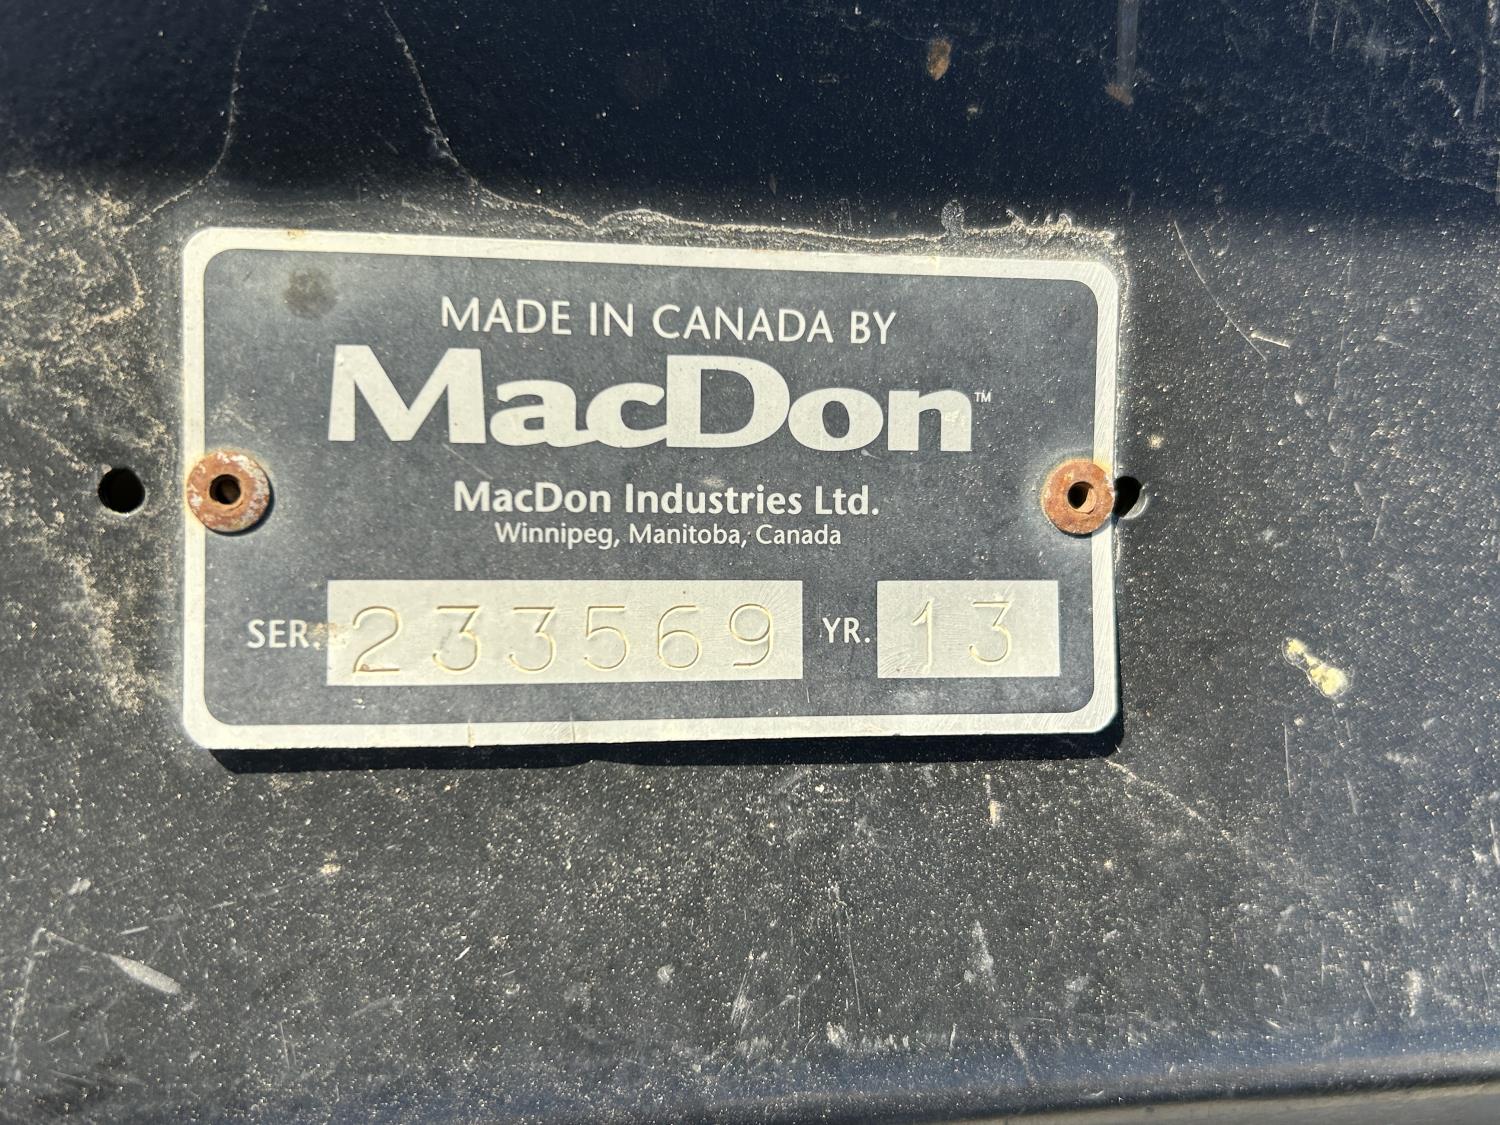 MADE IN CANADA BY
MacDon™
MacDon Industries Ltd.
Winnipeg, Manitoba, Canada
SER. 233569 YR. 13